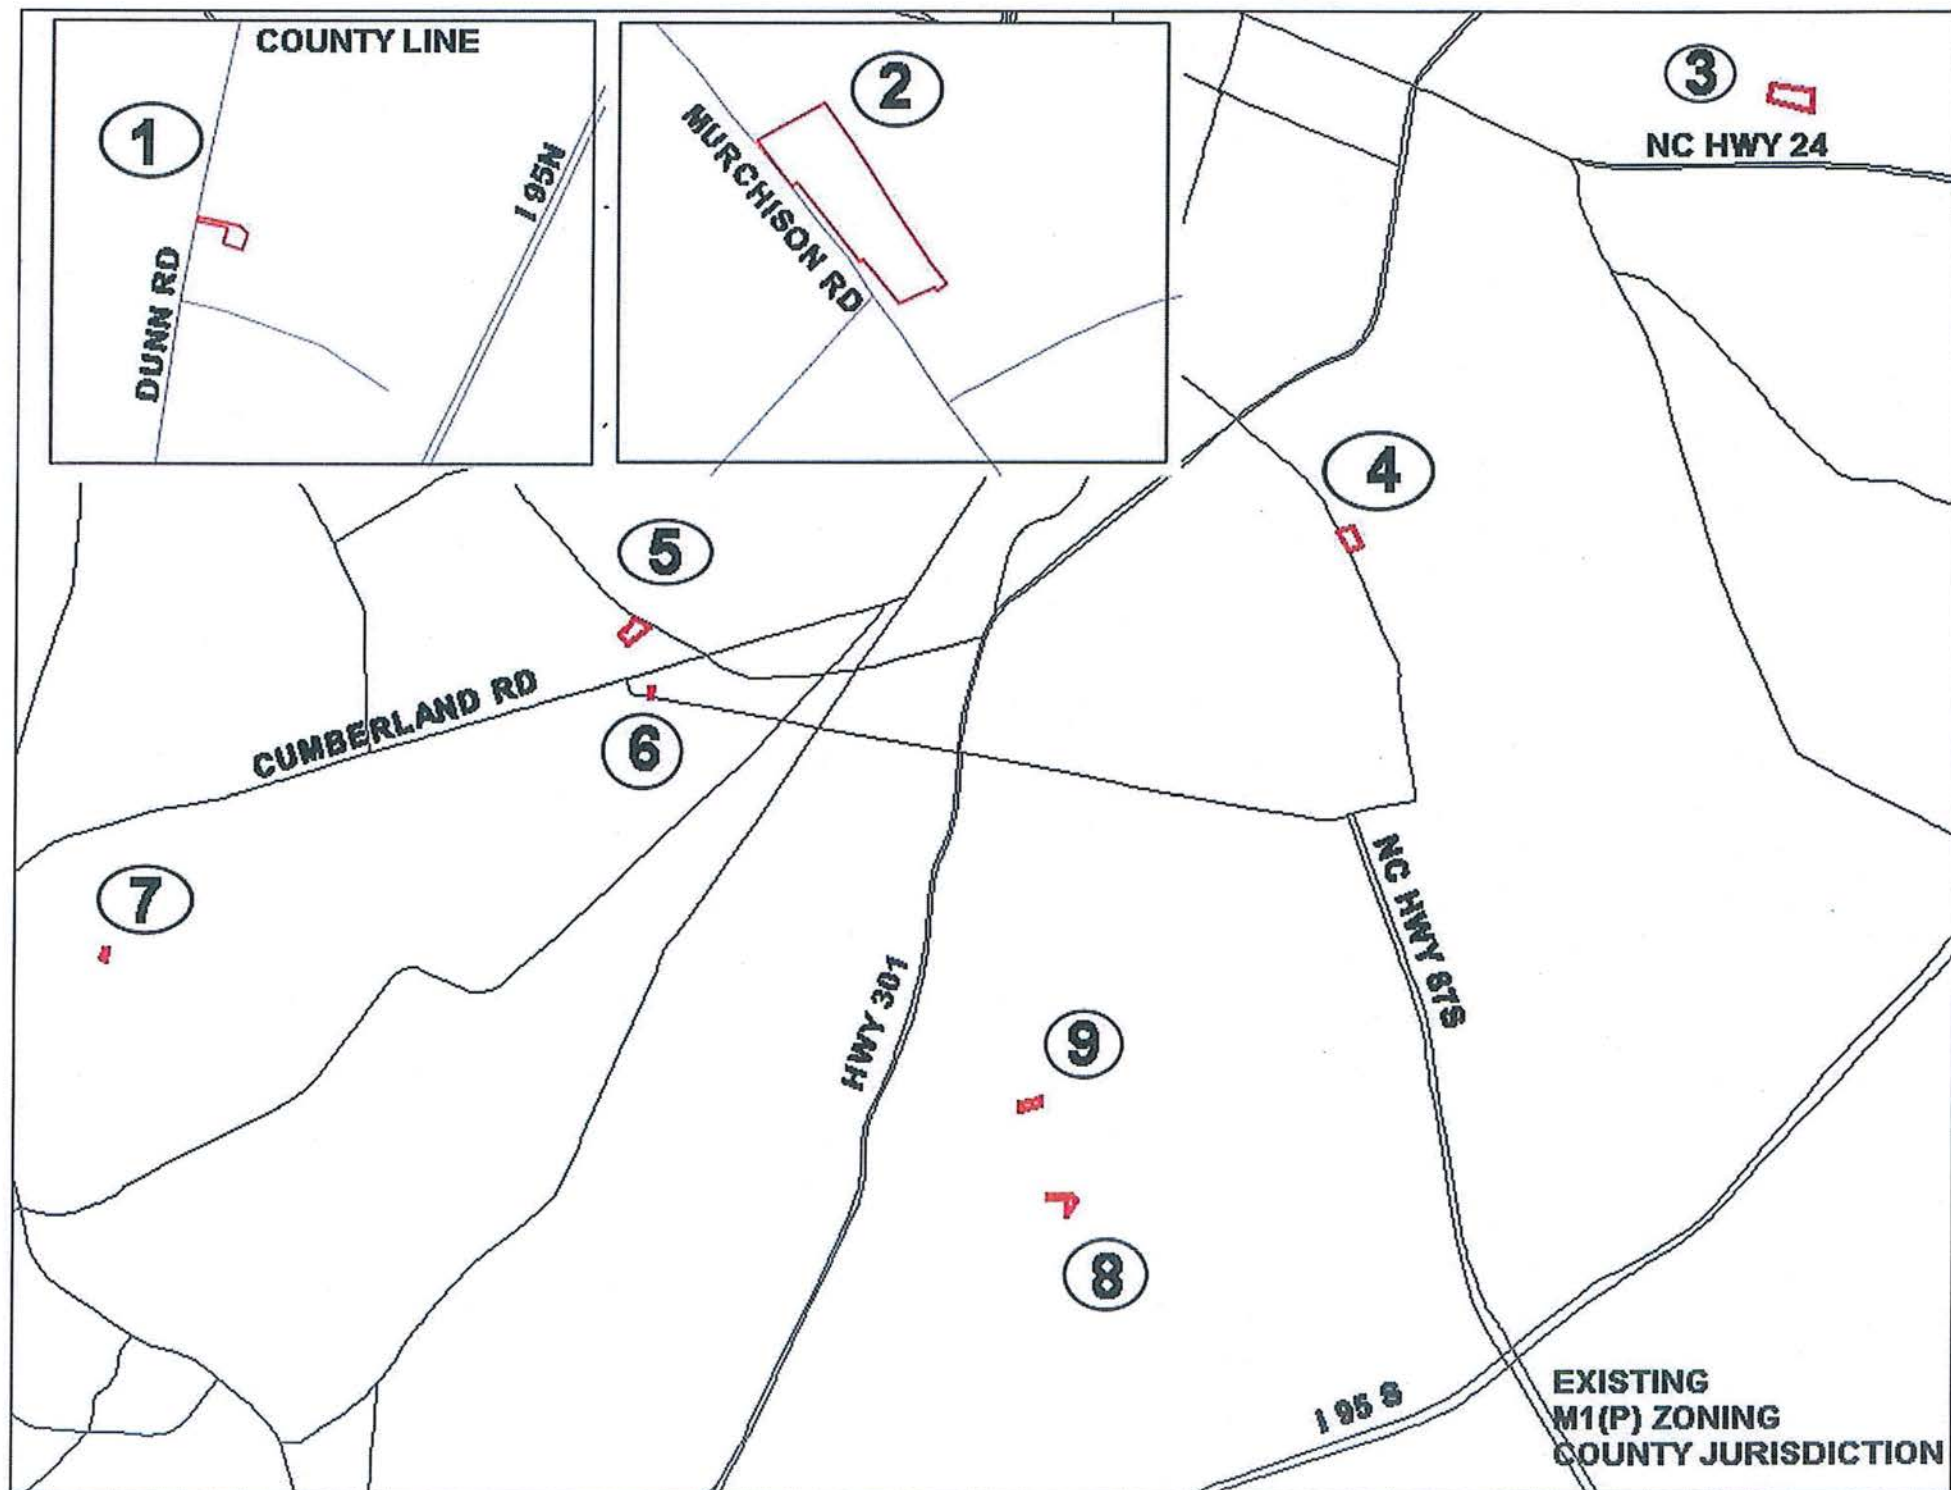 COUNTY LINE
1
I 95N
DUNN RD
2
MURCHISON RD
3
NC HWY 24
4
5
CUMBERLAND RD
6
7
NC HWY 87S
HWY 301
9
8
I 95 S
EXISTING
M1(P) ZONING
COUNTY JURISDICTION